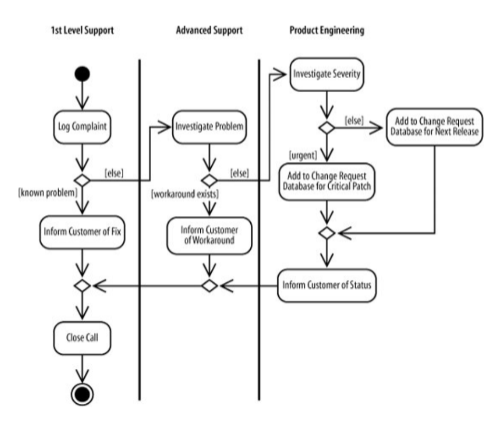 1st Level Support
Advanced Support
Product Engineering
Investigate Severity
Log Complaint
Investigate Problem
[else]
Add to Change Request
Database for Next Release
[else]
[else]
[urgent]
Add to Change Request
Database for Critical Patch
[known problem]
[workaround exists]
Inform Customer of Fix
Inform Customer
of Workaround
Inform Customer of Status
Close Call